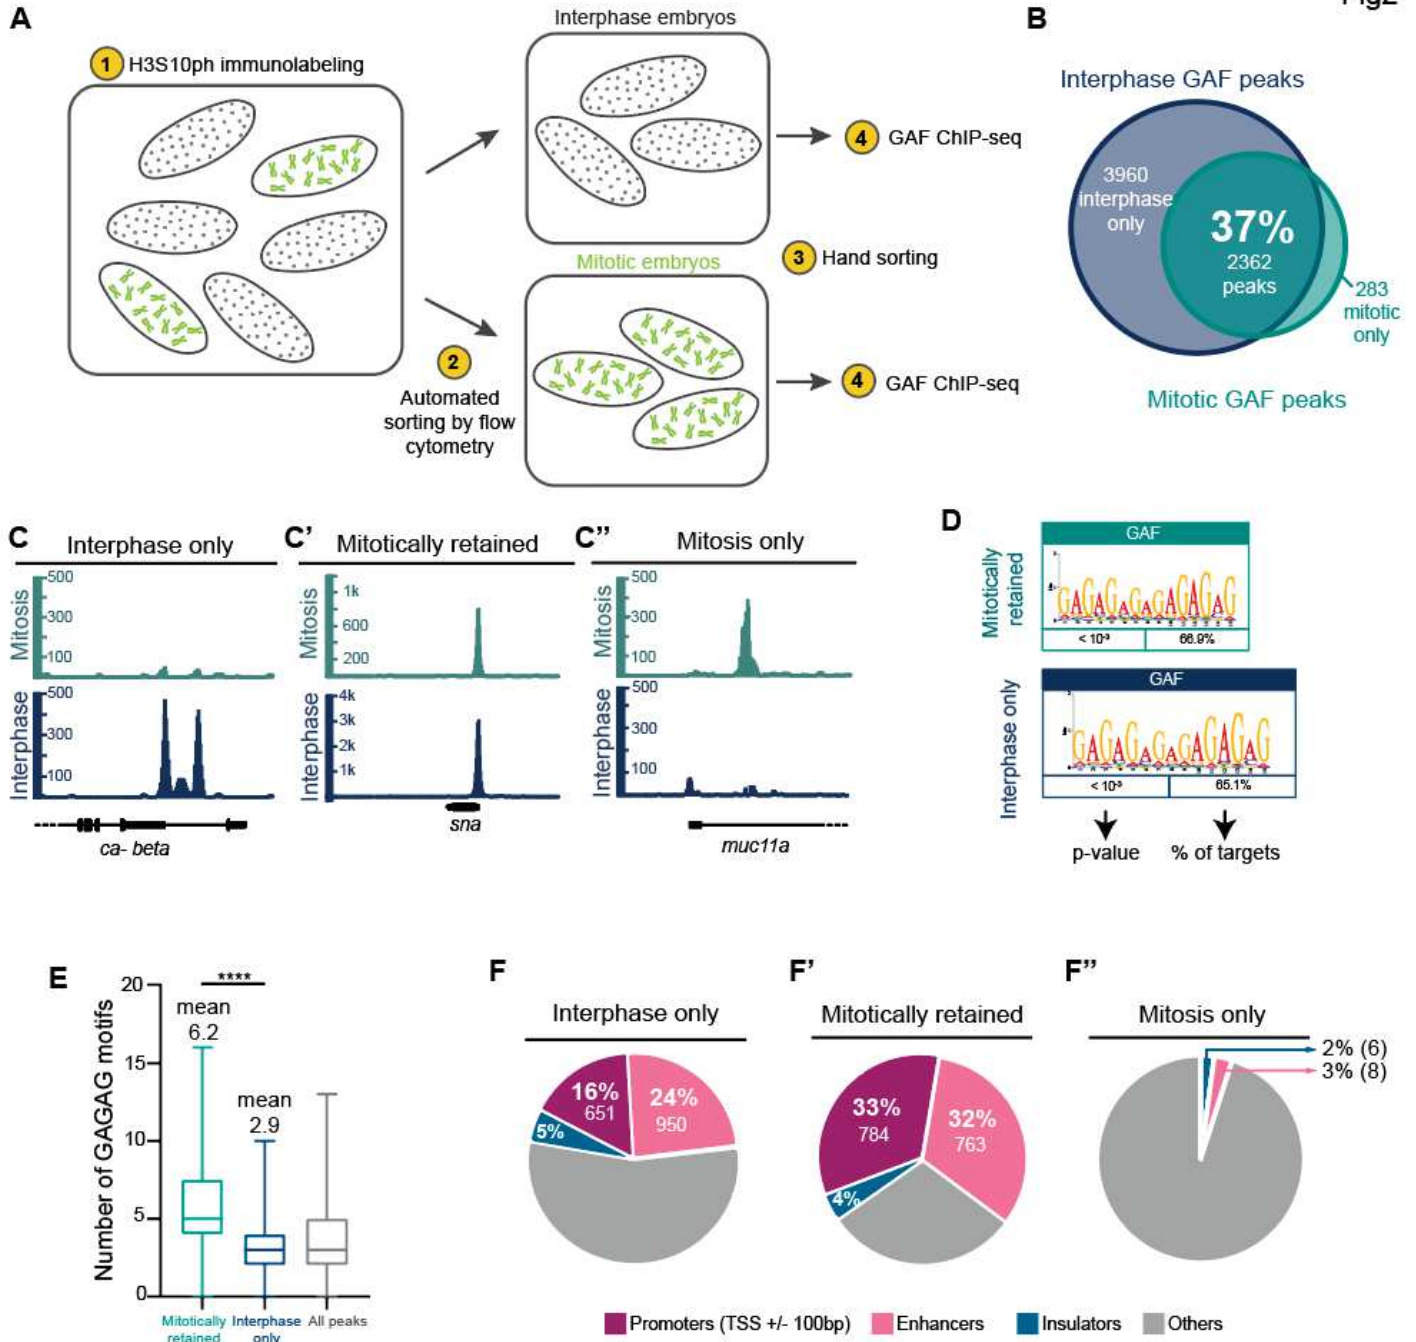 Fig2
A
Interphase embryos
B
1 H3S10ph immunolabeling
Interphase GAF peaks
4 GAF ChIP-seq
3960
interphase
only
37%
2362
peaks
3 Hand sorting
Mitotic embryos
283
mitotic
only
2
Automated
sorting by flow
cytometry
4 GAF ChIP-seq
Mitotic GAF peaks
C
Interphase only
Mitosis
500
300
100
Interphase
500
300
100
ca- beta
C'
Mitotically retained
Mitosis
1k
600
200
Interphase
4k
3k
2k
1k
sna
C''
Mitosis only
Mitosis
500
300
100
Interphase
500
300
100
muc11a
D
Mitotically
retained
GAF
GAGAGAGAGAGAGAG
66.9%
Interphase only
GAF
GAGAGAGAGAGAGAG
65.1%
p-value
% of targets
E
Number of GAGAG motifs
20
15
10
5
0
****
mean
6.2
mean
2.9
Mitotically
retained
Interphase
only
All peaks
F
Interphase only
16%
651
24%
950
5%
F'
Mitotically retained
33%
784
32%
763
4%
F''
Mitosis only
2% (6)
3% (8)
Promoters (TSS +/- 100bp)
Enhancers
Insulators
Others